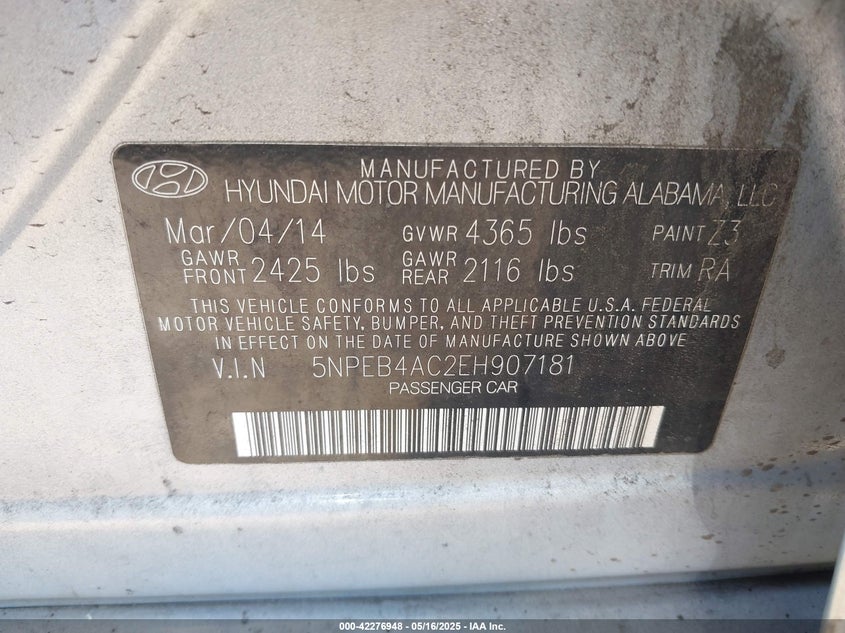 MANUFACTURED BY
HYUNDAI MOTOR MANUFACTURING ALABAMA, LLC
Mar/04/14 GVWR 4365 lbs PAINT Z3
GAWR FRONT 2425 lbs GAWR REAR 2116 lbs TRIM RA
THIS VEHICLE CONFORMS TO ALL APPLICABLE U.S.A. FEDERAL
MOTOR VEHICLE SAFETY, BUMPER, AND THEFT PREVENTION STANDARDS
IN EFFECT ON THE DATE OF MANUFACTURE SHOWN ABOVE
V.I.N 5NPEB4AC2EH907181
PASSENGER CAR
000-42276948 - 05/16/2025 - IAA Inc.